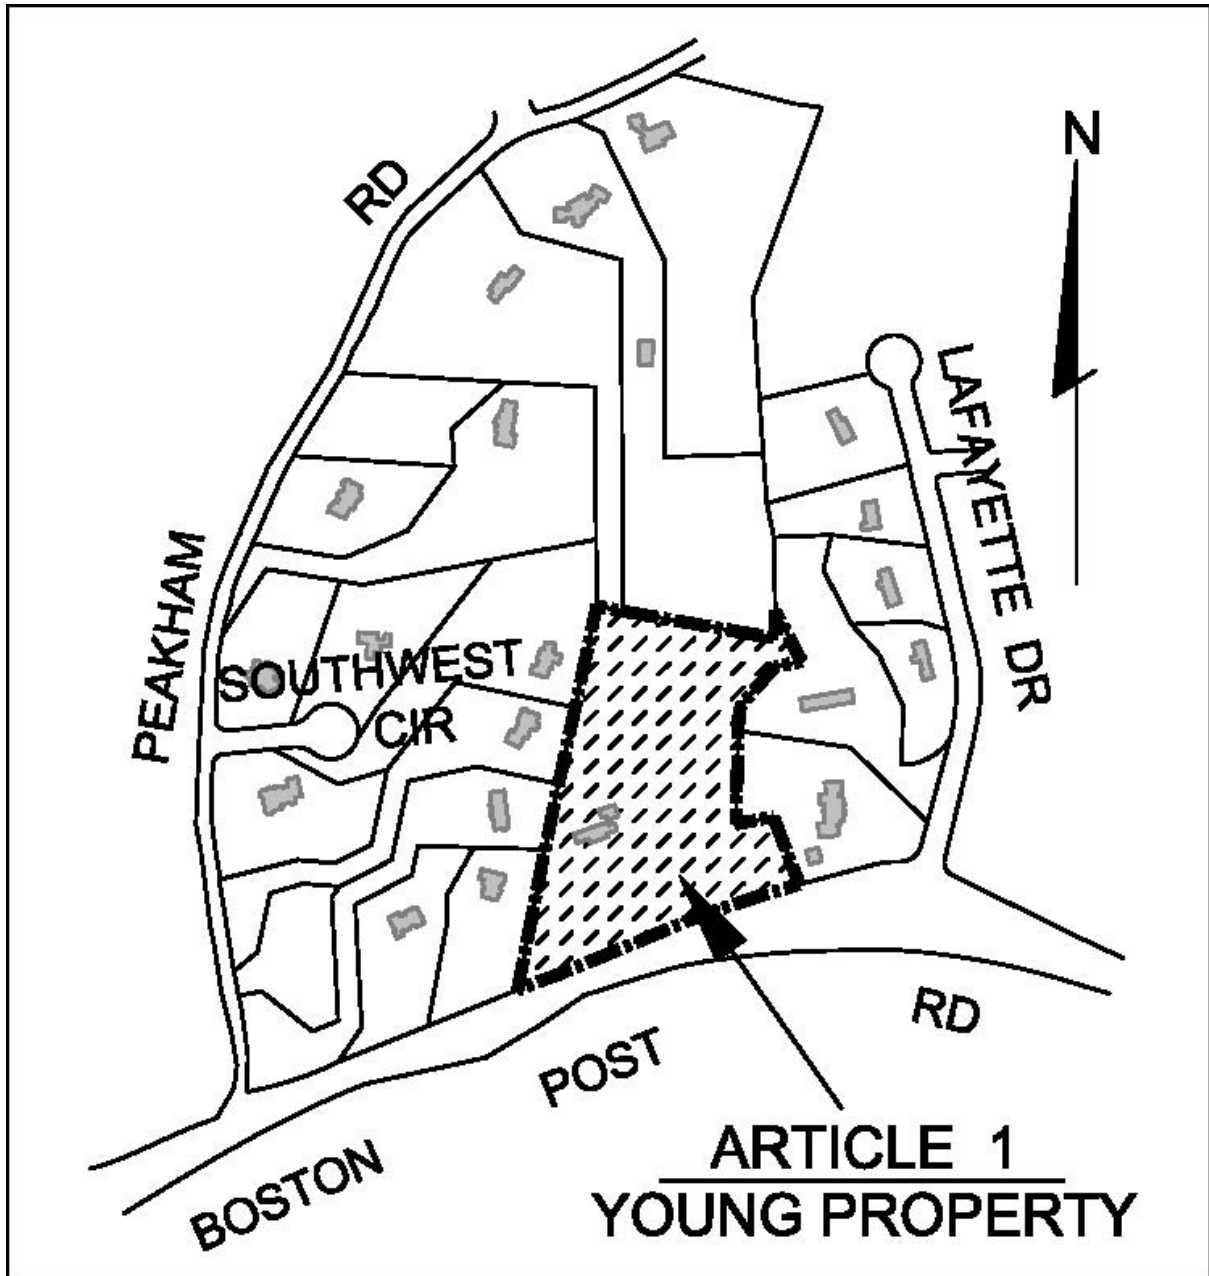 N
RD
LAFAYETTE DR
PEAKHAM
SOUTHWEST
CIR
RD
POST
BOSTON
ARTICLE 1
YOUNG PROPERTY